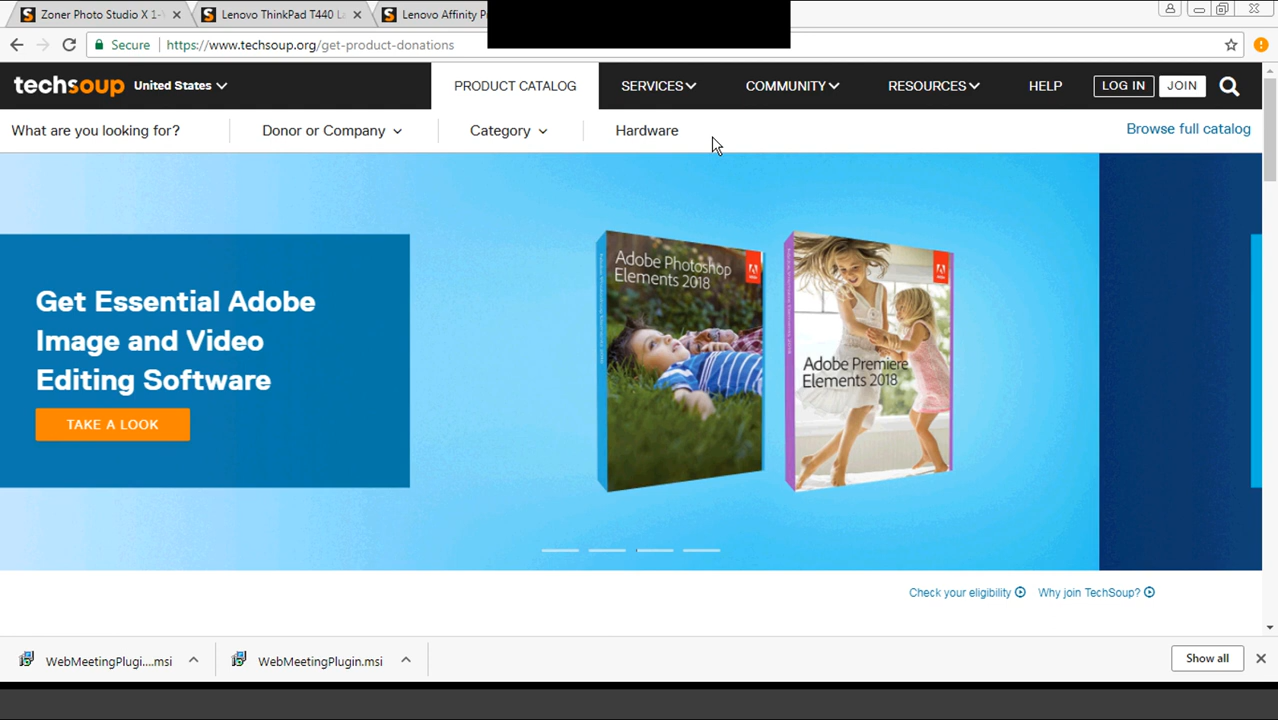 Zoner Photo Studio X 1-Y
Lenovo ThinkPad T440 La
Lenovo Affinity P
Secure
https://www.techsoup.org/get-product-donations
techsoup
United States
PRODUCT CATALOG
SERVICES
COMMUNITY
RESOURCES
HELP
LOG IN
JOIN
What are you looking for?
Donor or Company
Category
Hardware
Browse full catalog
Get Essential Adobe
Image and Video
Editing Software
TAKE A LOOK
Adobe Photoshop
Elements 2018
Adobe Premiere
Elements 2018
Check your eligibility
Why join TechSoup?
WebMeetingPlugi....msi
WebMeetingPlugin.msi
Show all